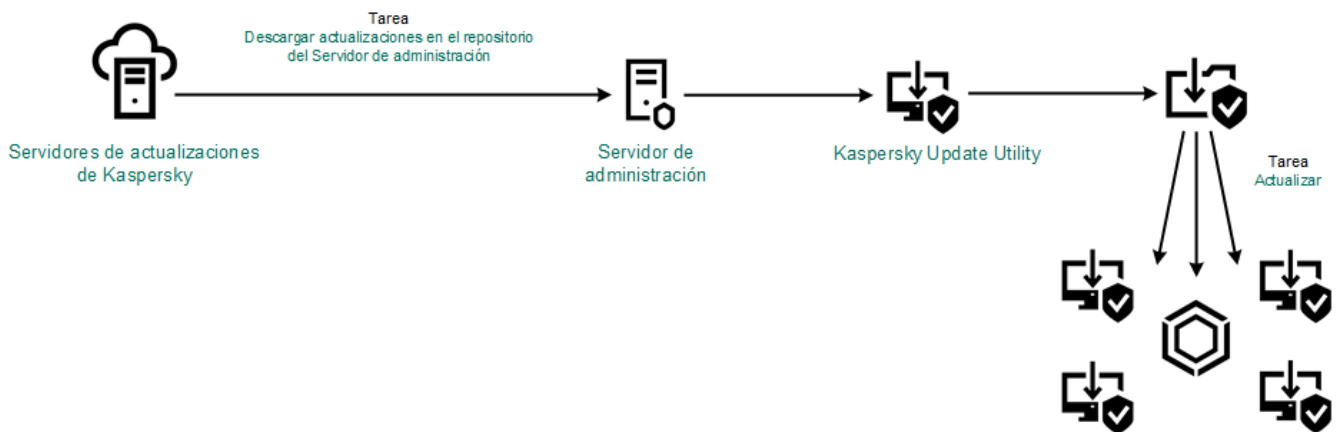 Tarea
Descargar actualizaciones en el repositorio
del Servidor de administración
Servidores de actualizaciones
de Kaspersky
Servidor de
administración
Kaspersky Update Utility
Tarea
Actualizar